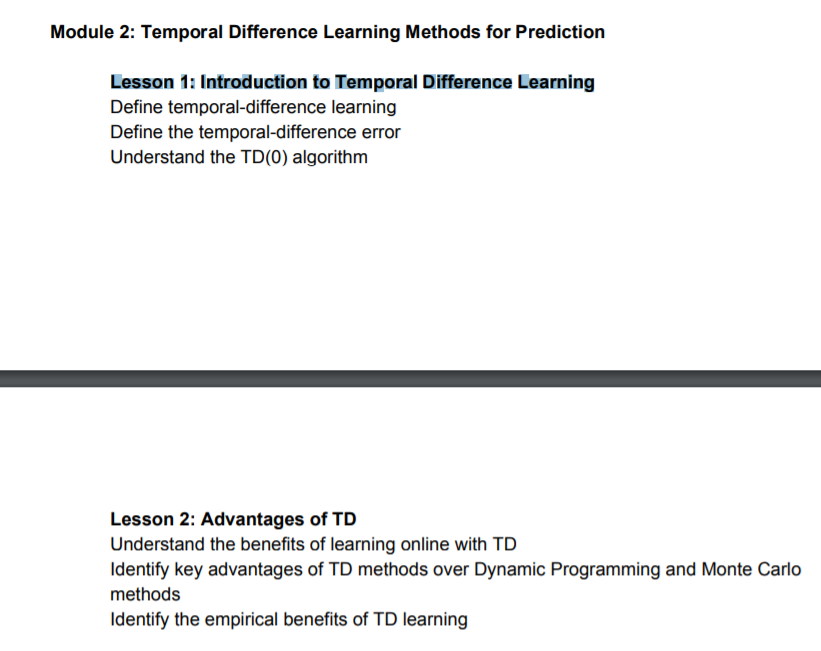 Module 2: Temporal Difference Learning Methods for Prediction
Lesson 1: Introduction to Temporal Difference Learning
Define temporal-difference learning
Define the temporal-difference error
Understand the TD(0) algorithm
Lesson 2: Advantages of TD
Understand the benefits of learning online with TD
Identify key advantages of TD methods over Dynamic Programming and Monte Carlo
methods
Identify the empirical benefits of TD learning